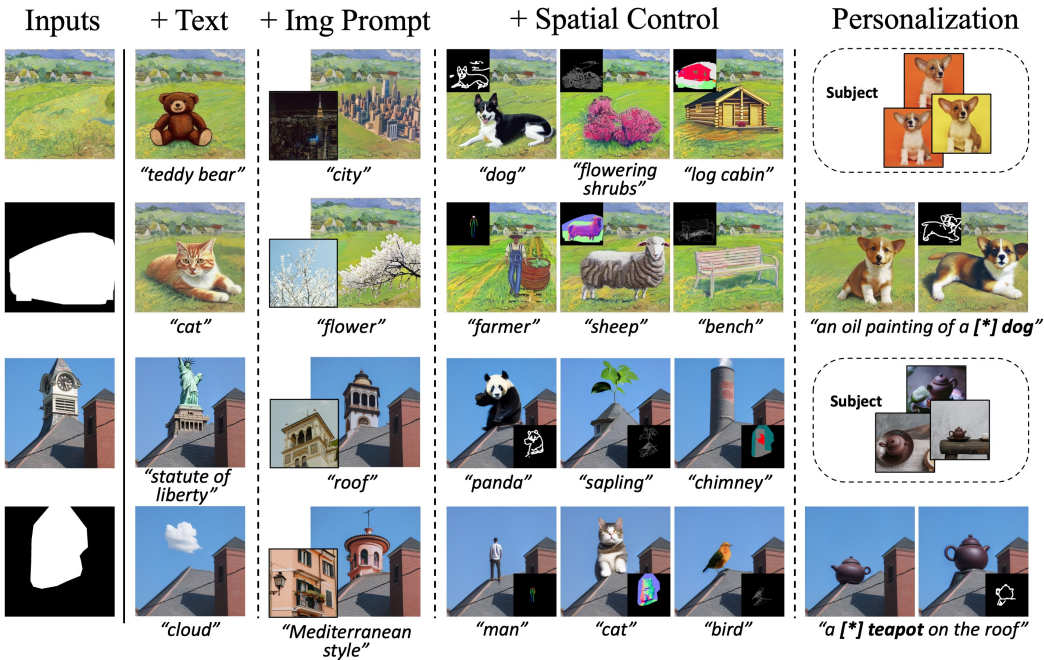 Inputs
+ Text
+ Img Prompt
+ Spatial Control
Personalization
Subject
“teddy bear”
“city”
“dog”
“flowering
shrubs”
“log cabin”
“cat”
“flower”
“farmer”
“sheep”
“bench”
“an oil painting of a [*] dog”
Subject
“statute of
liberty”
“roof”
“panda”
“sapling”
“chimney”
“cloud”
“Mediterranean
style”
“man”
“cat”
“bird”
“a [*] teapot on the roof”